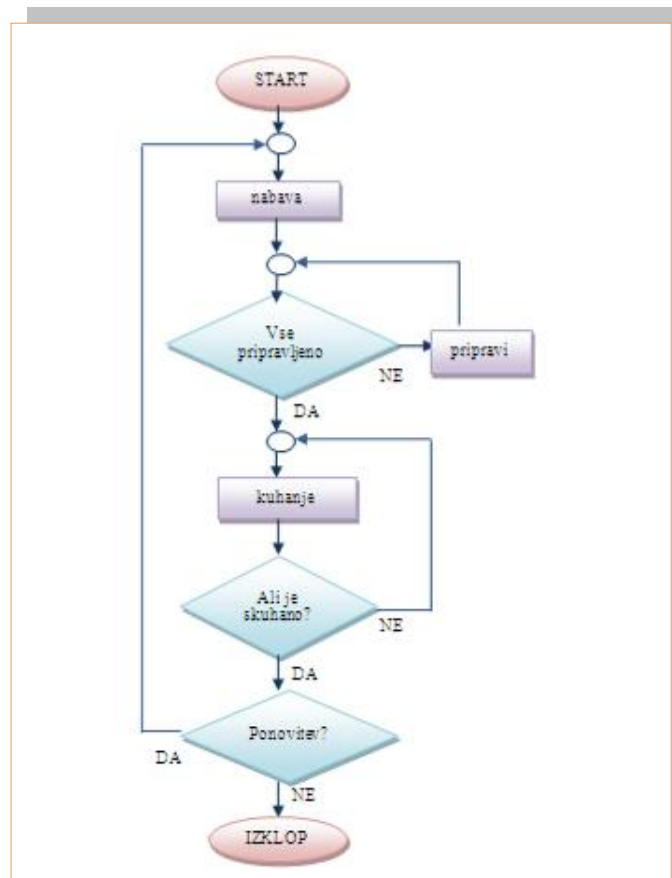 START
nabava
Vse
pripravljeno
NE
pripravi
DA
kuhanje
Ali je
skuhano?
NE
DA
Ponovitev?
DA
NE
IZKLOP